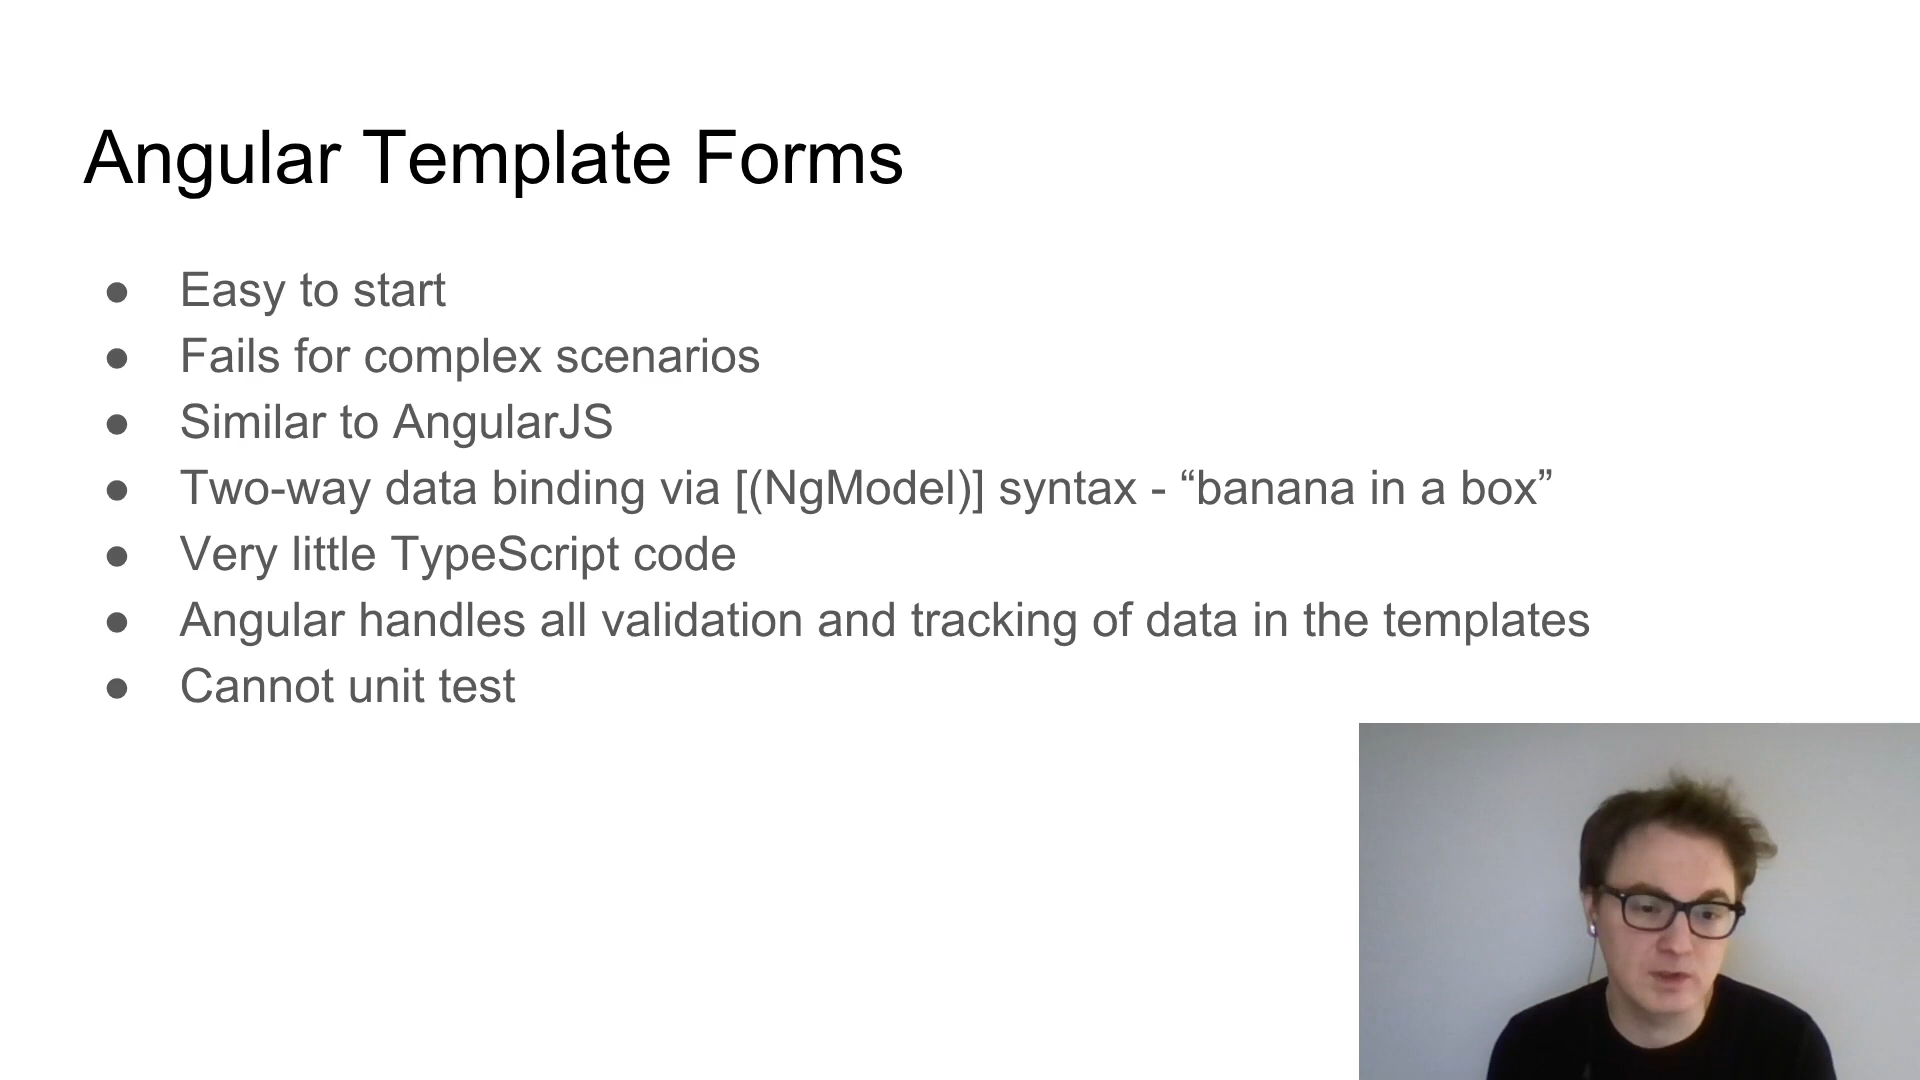 Angular Template Forms
● Easy to start
● Fails for complex scenarios
● Similar to AngularJS
● Two-way data binding via [(NgModel)] syntax - “banana in a box”
● Very little TypeScript code
● Angular handles all validation and tracking of data in the templates
● Cannot unit test